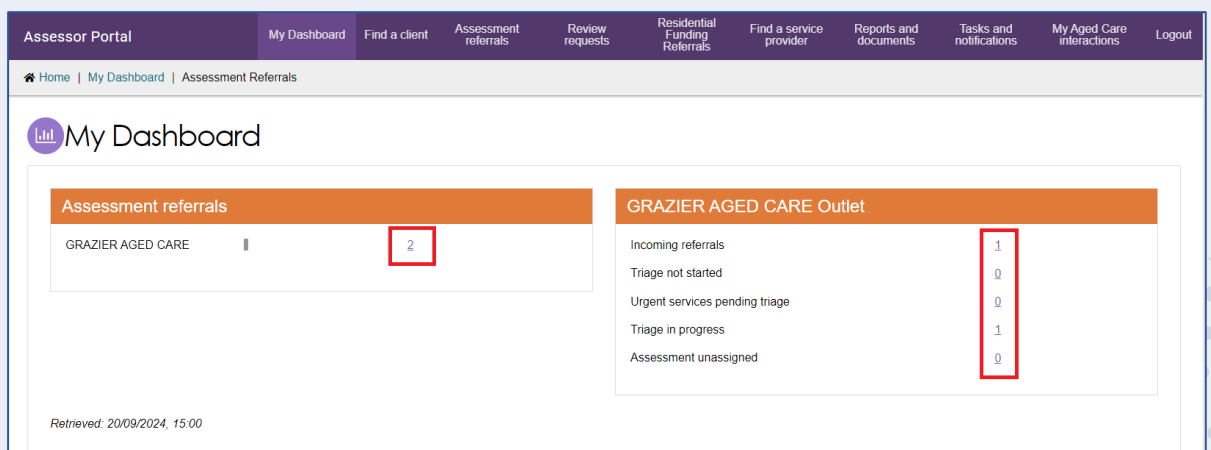 Assessor Portal
My Dashboard
Find a client
Assessment
referrals
Review
requests
Residential
Funding
Referrals
Find a service
provider
Reports and
documents
Tasks and
notifications
My Aged Care
interactions
Logout
Home | My Dashboard | Assessment Referrals
My Dashboard
Assessment referrals
GRAZIER AGED CARE 2
GRAZIER AGED CARE Outlet
Incoming referrals 1
Triage not started 0
Urgent services pending triage 0
Triage in progress 1
Assessment unassigned 0
Retrieved: 20/09/2024, 15:00